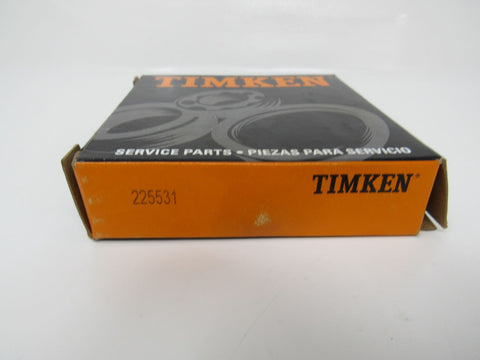 TIMKEN
SERVICE PARTS • PIEZAS PARA SERVICIO
225531
TIMKEN®